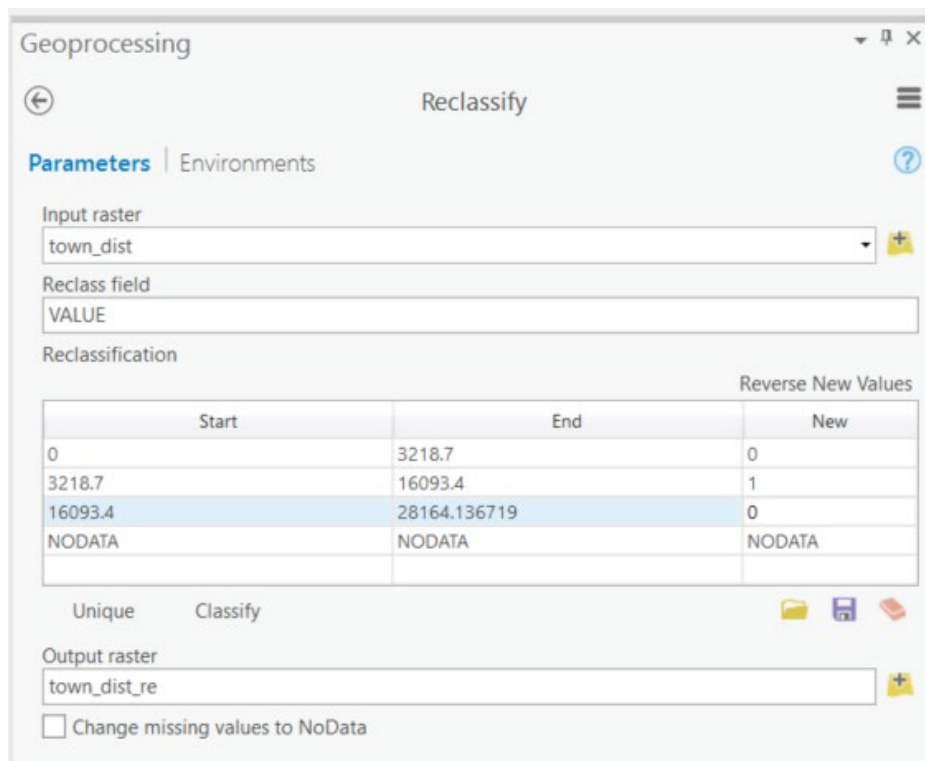 Geoprocessing
Reclassify
Parameters | Environments
Input raster
town_dist
Reclass field
VALUE
Reclassification
Reverse New Values
Start End New
0 3218.7 0
3218.7 16093.4 1
16093.4 28164.136719 0
NODATA NODATA NODATA
Unique Classify
Output raster
town_dist_re
Change missing values to NoData